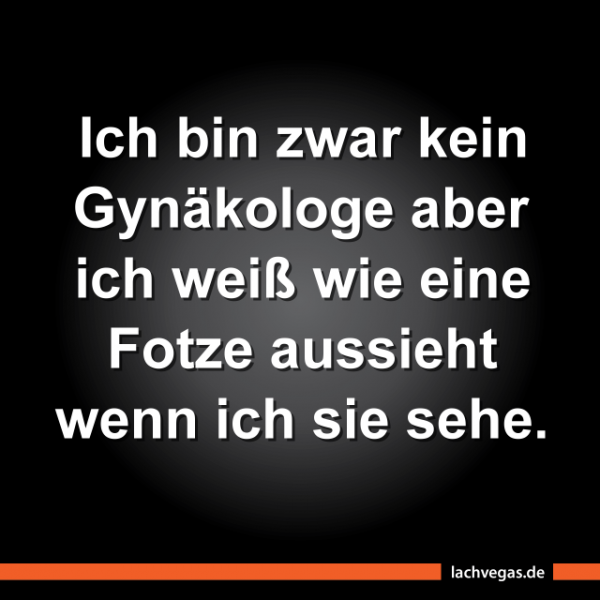 Ich bin zwar kein
Gynäkologe aber
ich weiß wie eine
Fotze aussieht
wenn ich sie sehe.
lachvegas.de